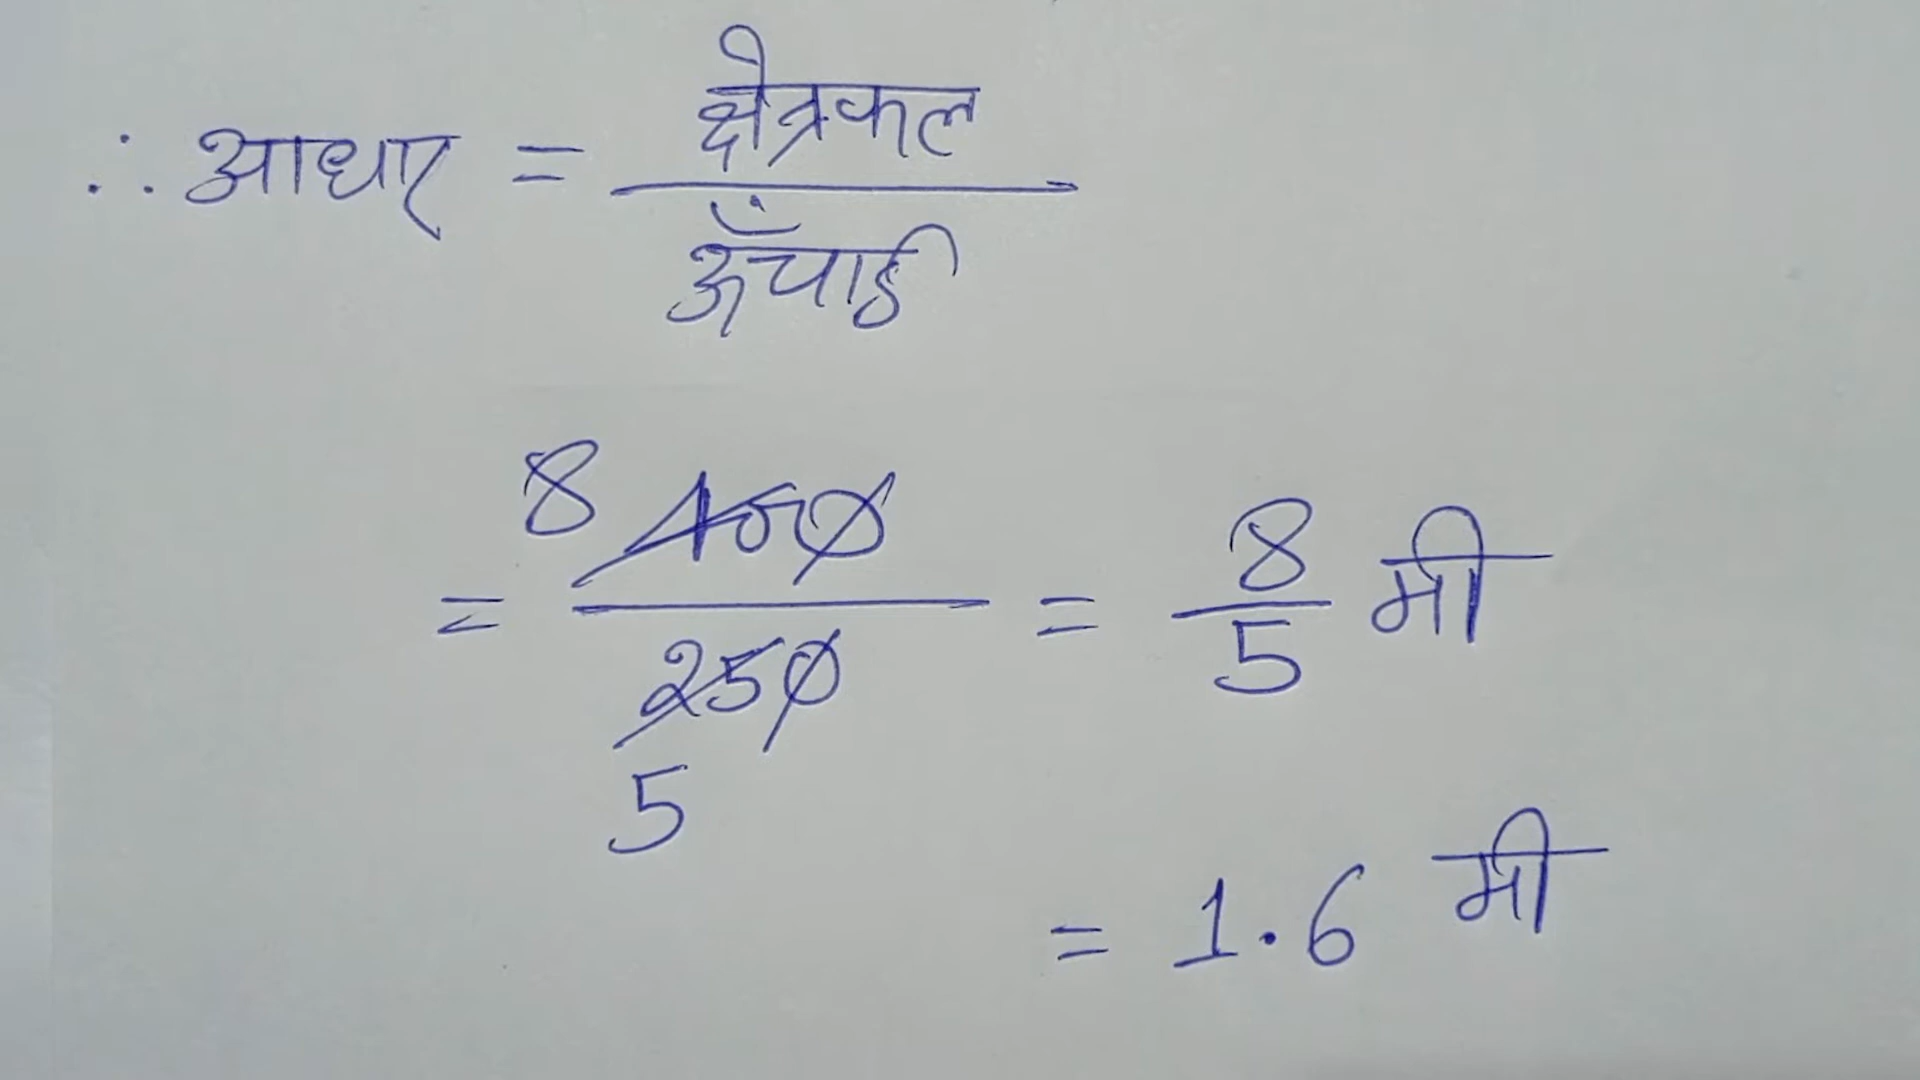 ∴ आधार = क्षेत्रफल / ऊँचाई
= 8 400 / 250 5 = 8/5 मी
= 1.6 मी